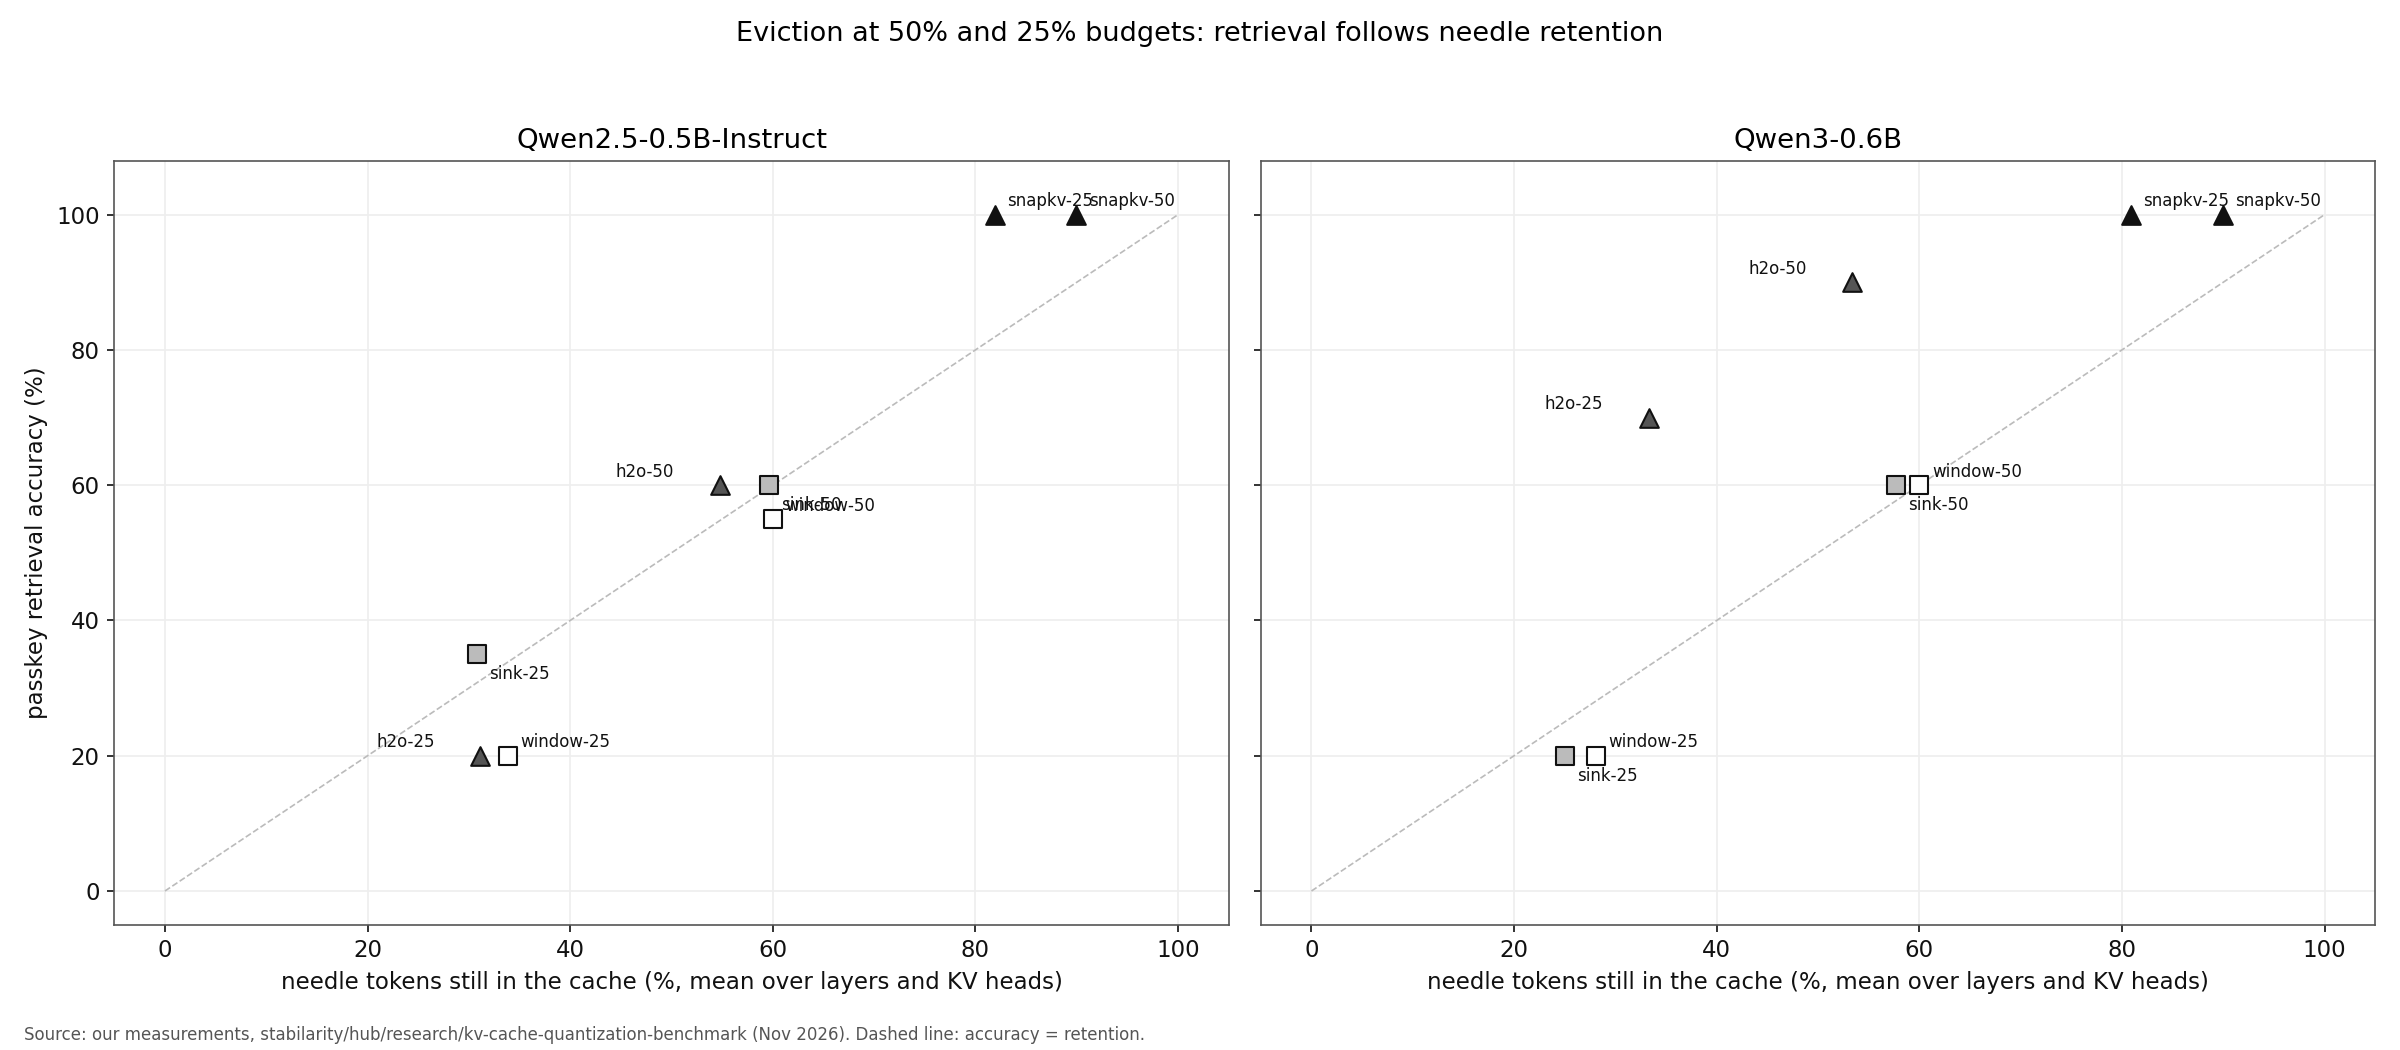 Eviction at 50% and 25% budgets: retrieval follows needle retention
Qwen2.5-0.5B-Instruct
passkey retrieval accuracy (%)
100
80
60
40
20
0
snapkv-25
snapkv-50
h2o-50
sink-50
window-50
sink-25
h2o-25
window-25
0 20 40 60 80 100
needle tokens still in the cache (%, mean over layers and KV heads)
Qwen3-0.6B
snapkv-25
snapkv-50
h2o-50
h2o-25
window-50
sink-50
window-25
sink-25
0 20 40 60 80 100
needle tokens still in the cache (%, mean over layers and KV heads)
Source: our measurements, stabilarity/hub/research/kv-cache-quantization-benchmark (Nov 2026). Dashed line: accuracy = retention.